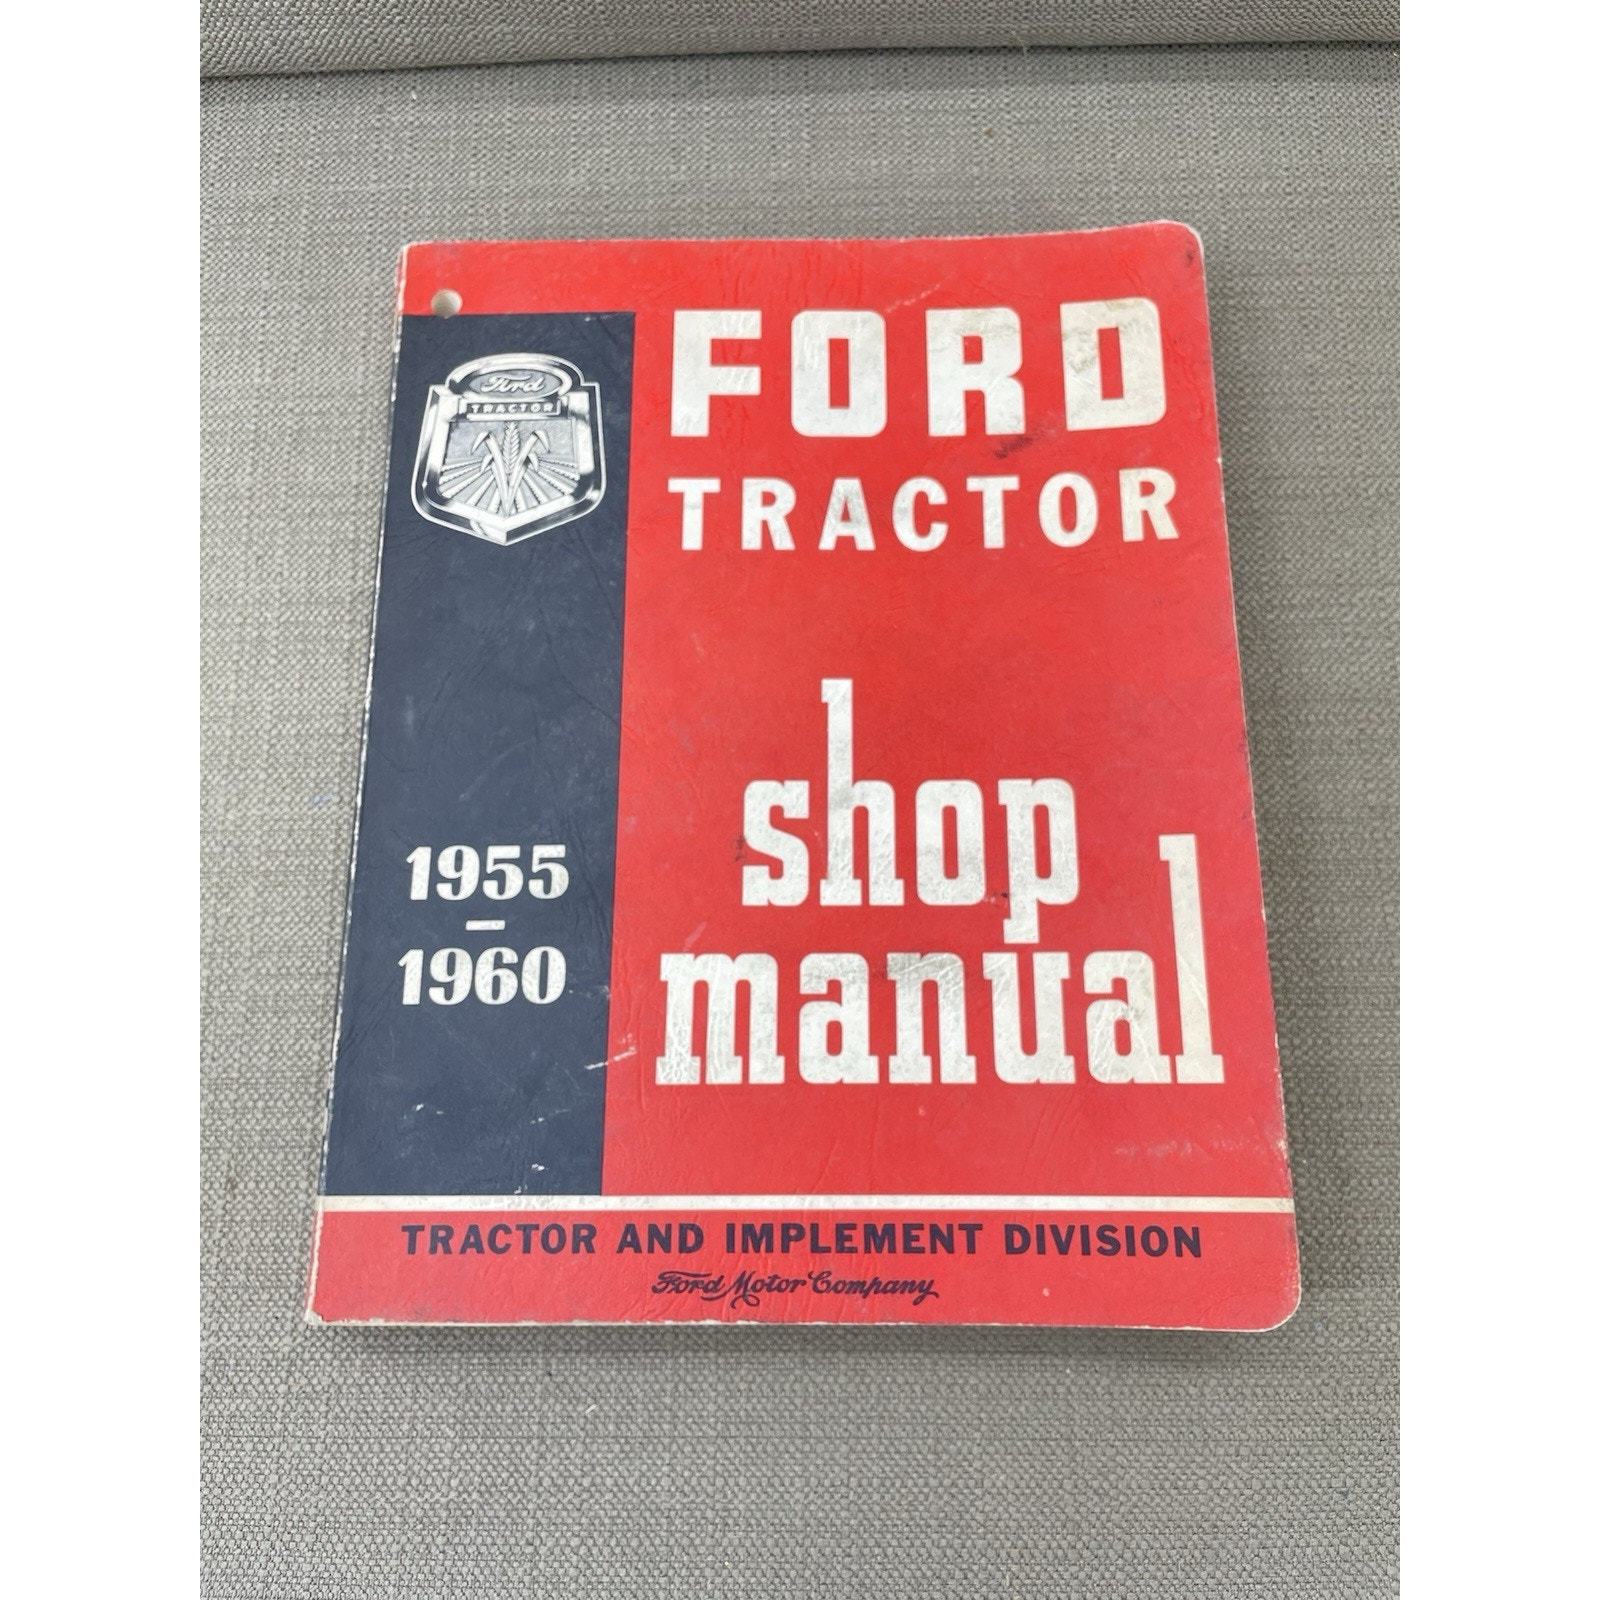 FORD
TRACTOR
Ford
TRACTOR
shop
manual
1955
–
1960
TRACTOR AND IMPLEMENT DIVISION
Ford Motor Company